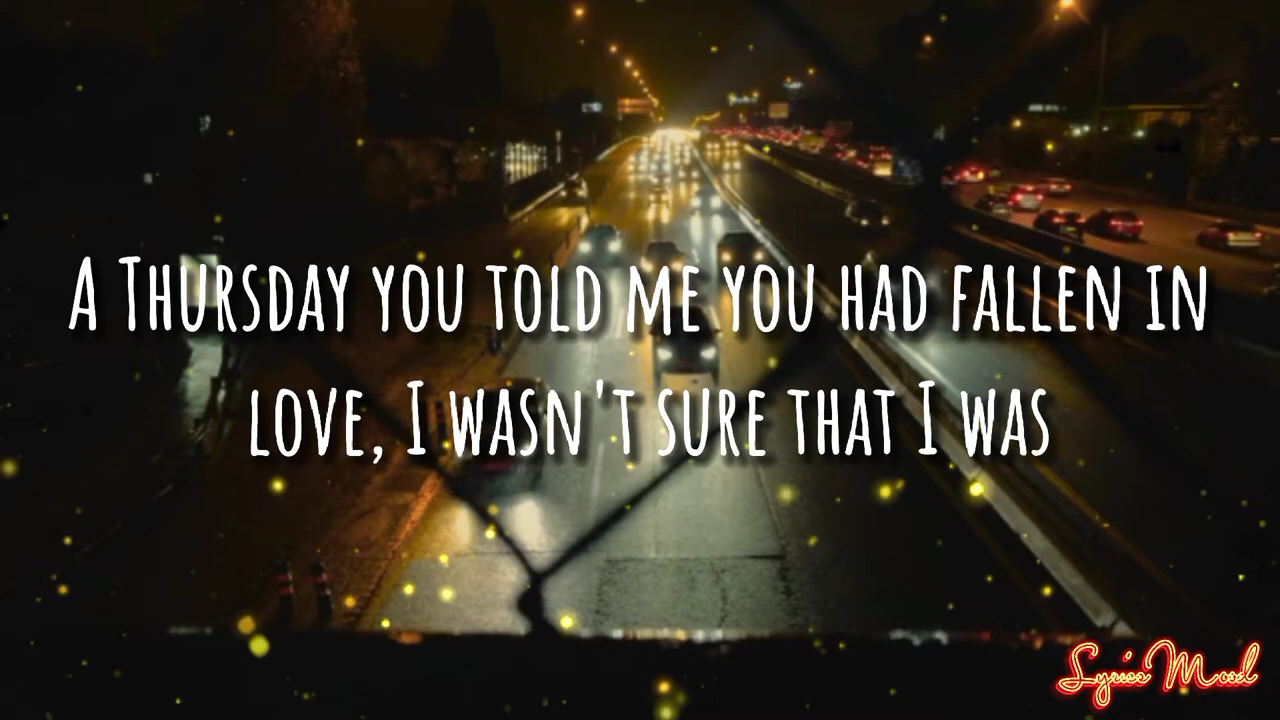 A Thursday you told me you had fallen in
love, I wasn't sure that I was
Lyrics Mood